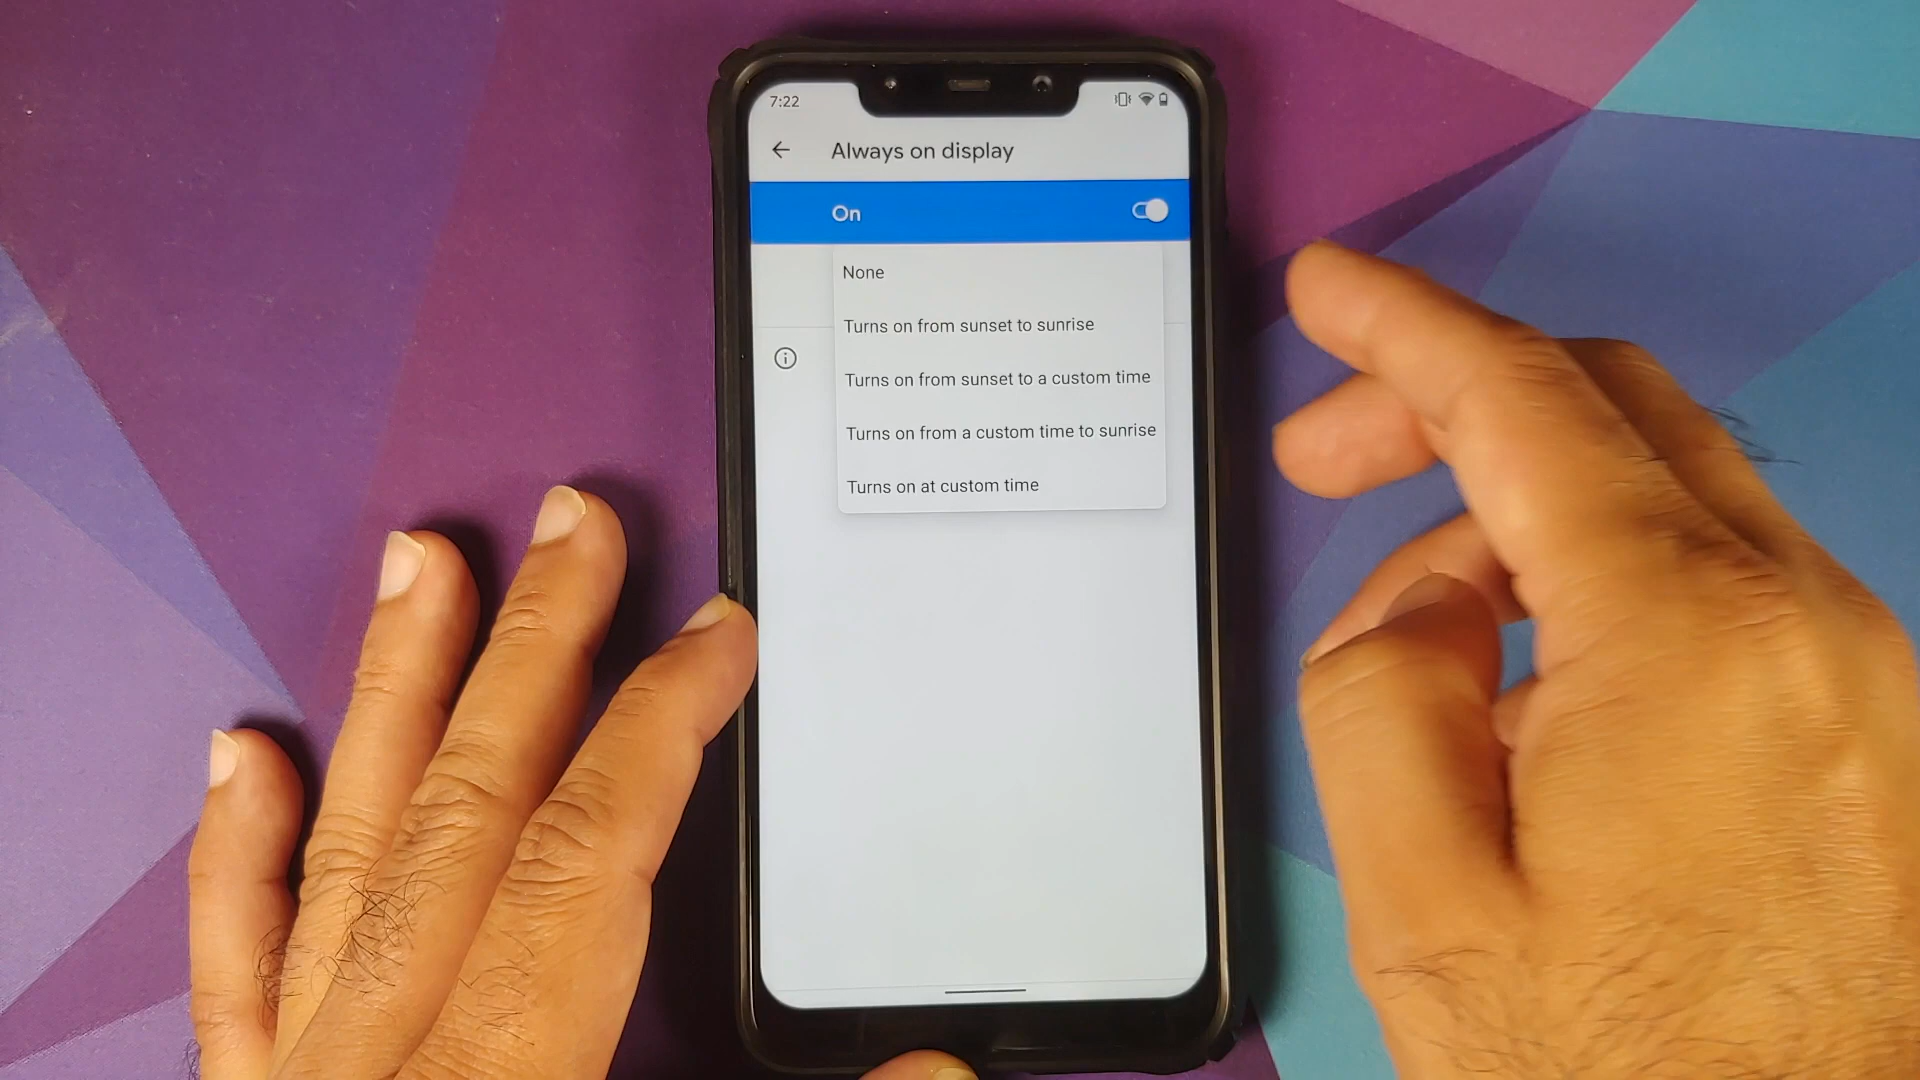 7:22
Always on display
On
None
Turns on from sunset to sunrise
Turns on from sunset to a custom time
Turns on from a custom time to sunrise
Turns on at custom time